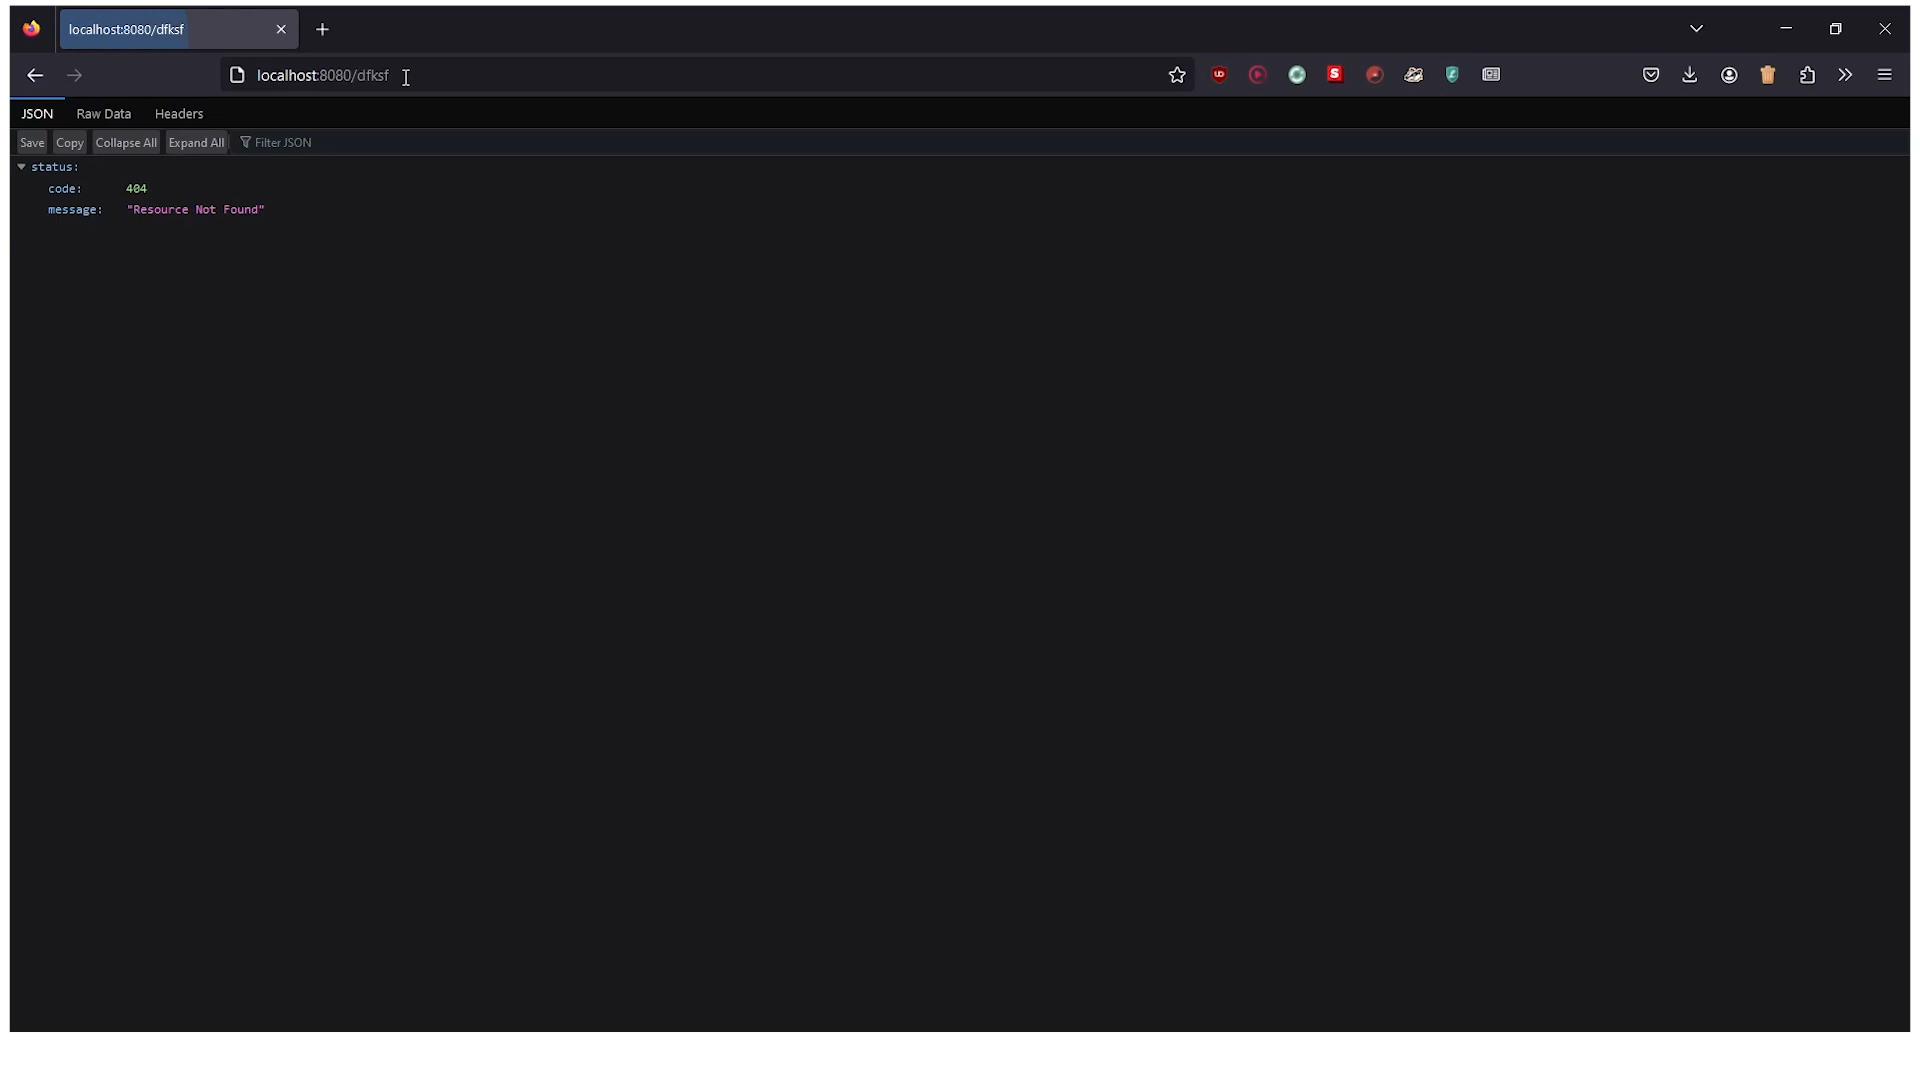 localhost:8080/dfksf
localhost:8080/dfksf
JSON Raw Data Headers
Save Copy Collapse All Expand All Filter JSON
status:
code: 404
message: "Resource Not Found"